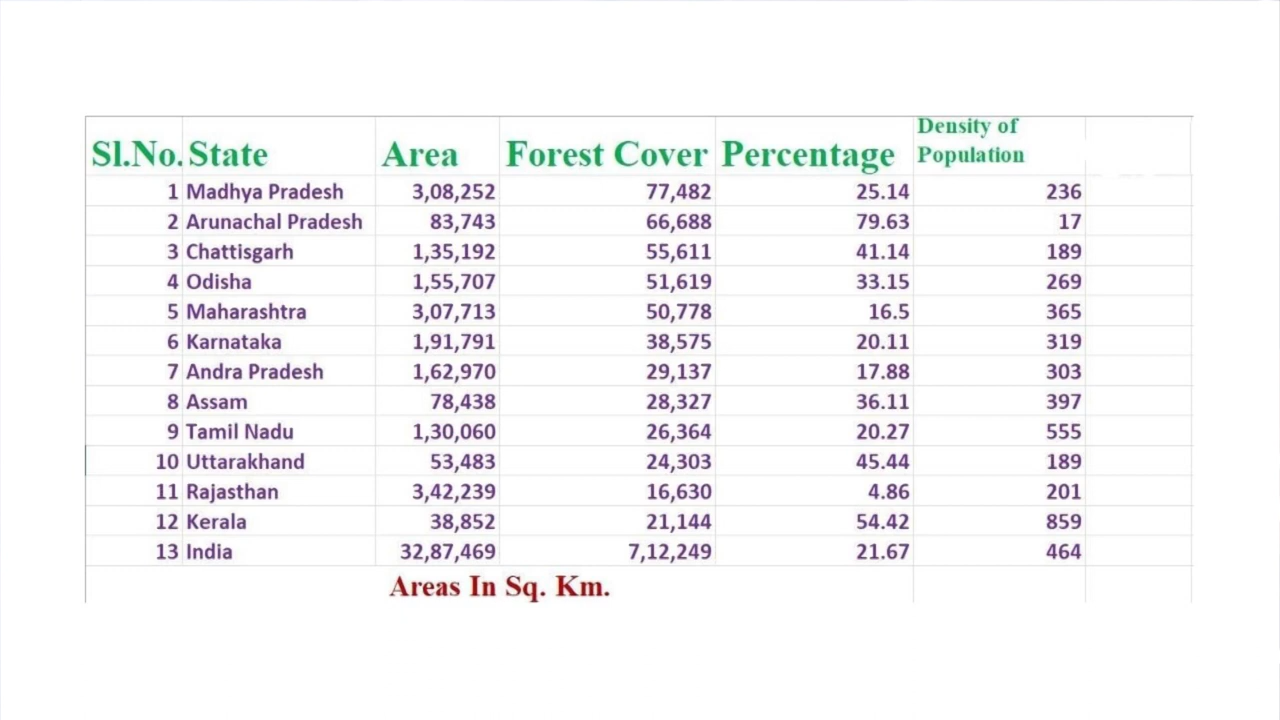 Sl.No. State Area Forest Cover Percentage Density of Population
1 Madhya Pradesh 3,08,252 77,482 25.14 236
2 Arunachal Pradesh 83,743 66,688 79.63 17
3 Chattisgarh 1,35,192 55,611 41.14 189
4 Odisha 1,55,707 51,619 33.15 269
5 Maharashtra 3,07,713 50,778 16.5 365
6 Karnataka 1,91,791 38,575 20.11 319
7 Andra Pradesh 1,62,970 29,137 17.88 303
8 Assam 78,438 28,327 36.11 397
9 Tamil Nadu 1,30,060 26,364 20.27 555
10 Uttarakhand 53,483 24,303 45.44 189
11 Rajasthan 3,42,239 16,630 4.86 201
12 Kerala 38,852 21,144 54.42 859
13 India 32,87,469 7,12,249 21.67 464
Areas In Sq. Km.